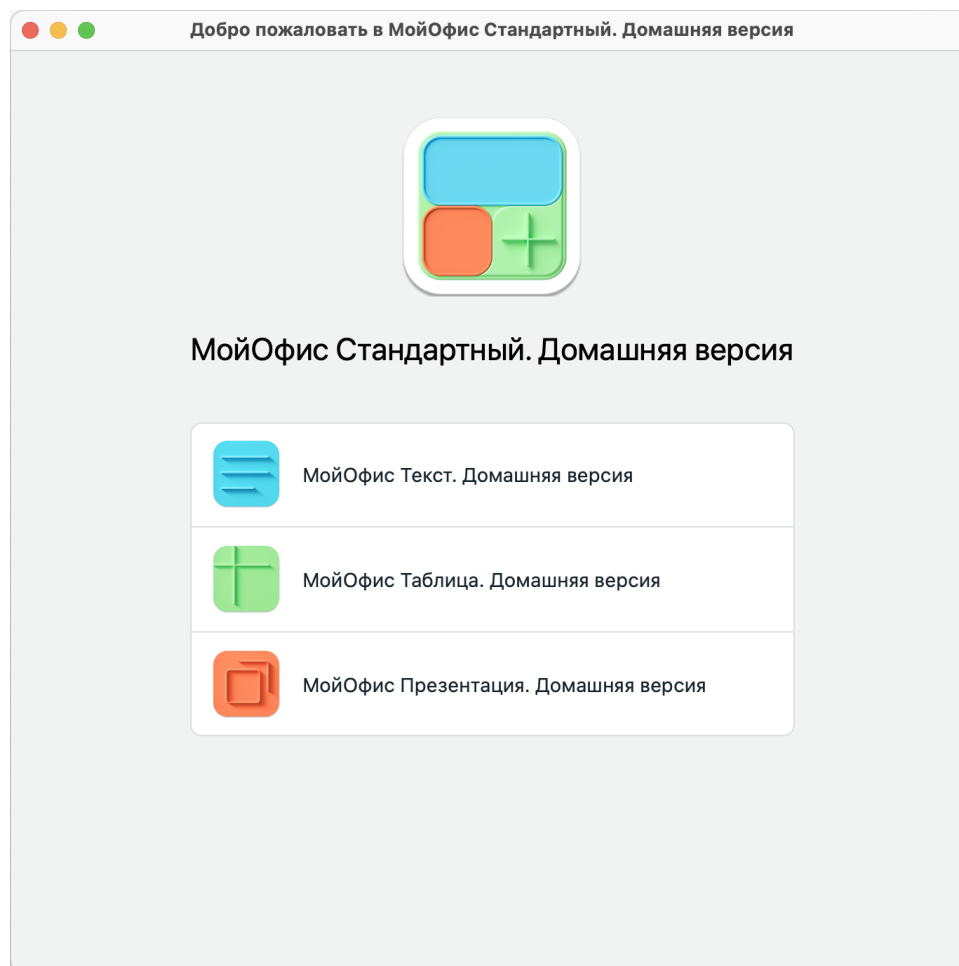 Добро пожаловать в МойОфис Стандартный. Домашняя версия
МойОфис Стандартный. Домашняя версия
МойОфис Текст. Домашняя версия
МойОфис Таблица. Домашняя версия
МойОфис Презентация. Домашняя версия